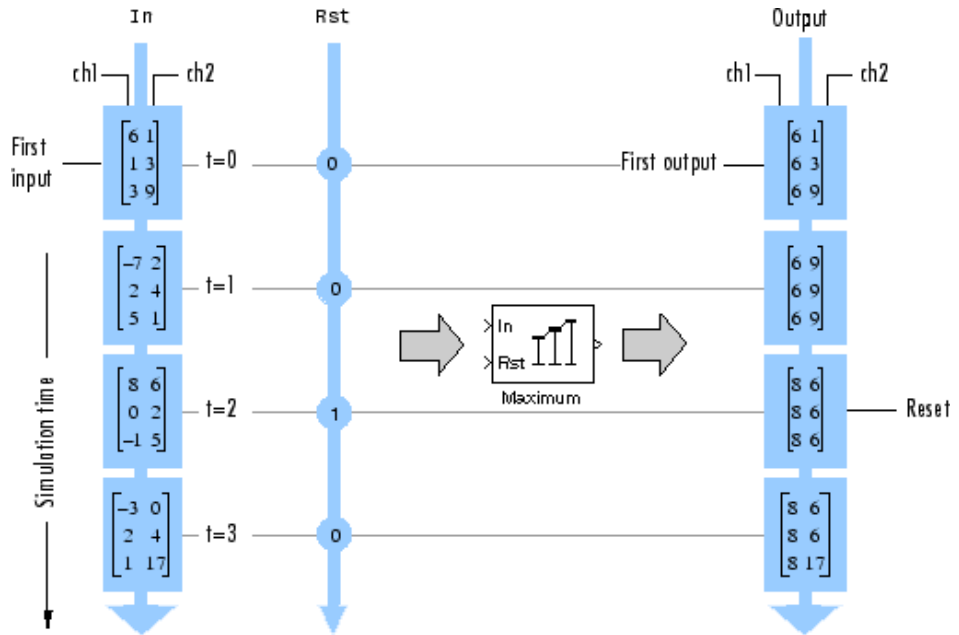 In Rst Output
ch1 ch2 ch1 ch2
First input
6 1
1 3
3 9
t=0
0
First output
6 1
6 3
6 9
−7 2
2 4
5 1
t=1
0
6 9
6 9
6 9
In
Rst
Maximum
Simulation time
8 6
0 2
−1 5
t=2
1
8 6
8 6
8 6
Reset
−3 0
2 4
1 17
t=3
0
8 6
8 6
8 17